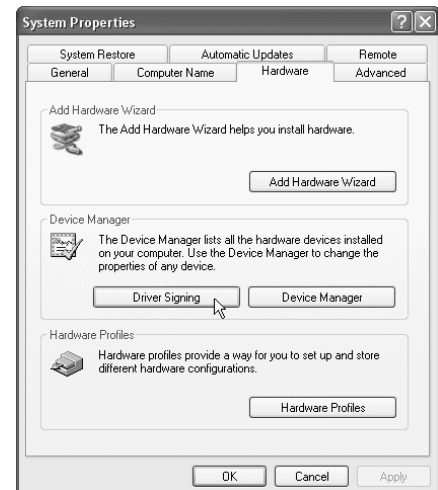 System Properties
System Restore Automatic Updates Remote
General Computer Name Hardware Advanced
Add Hardware Wizard
The Add Hardware Wizard helps you install hardware.
Add Hardware Wizard
Device Manager
The Device Manager lists all the hardware devices installed
on your computer. Use the Device Manager to change the
properties of any device.
Driver Signing Device Manager
Hardware Profiles
Hardware profiles provide a way for you to set up and store
different hardware configurations.
Hardware Profiles
OK Cancel Apply